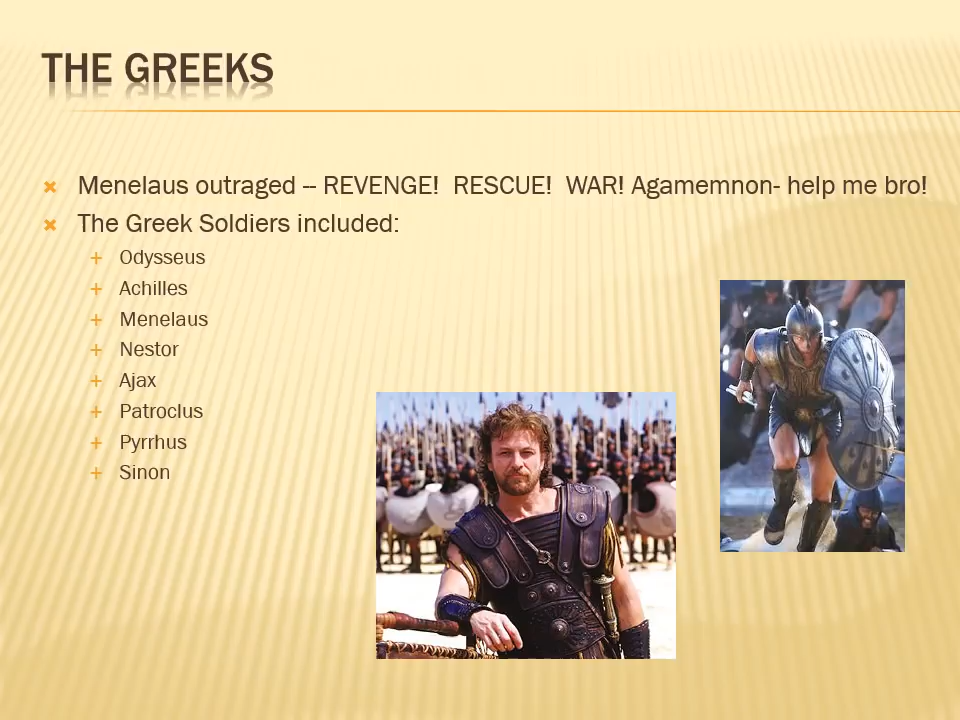 THE GREEKS
Menelaus outraged -- REVENGE!  RESCUE!  WAR! Agamemnon- help me bro!
The Greek Soldiers included:
Odysseus
Achilles
Menelaus
Nestor
Ajax
Patroclus
Pyrrhus
Sinon